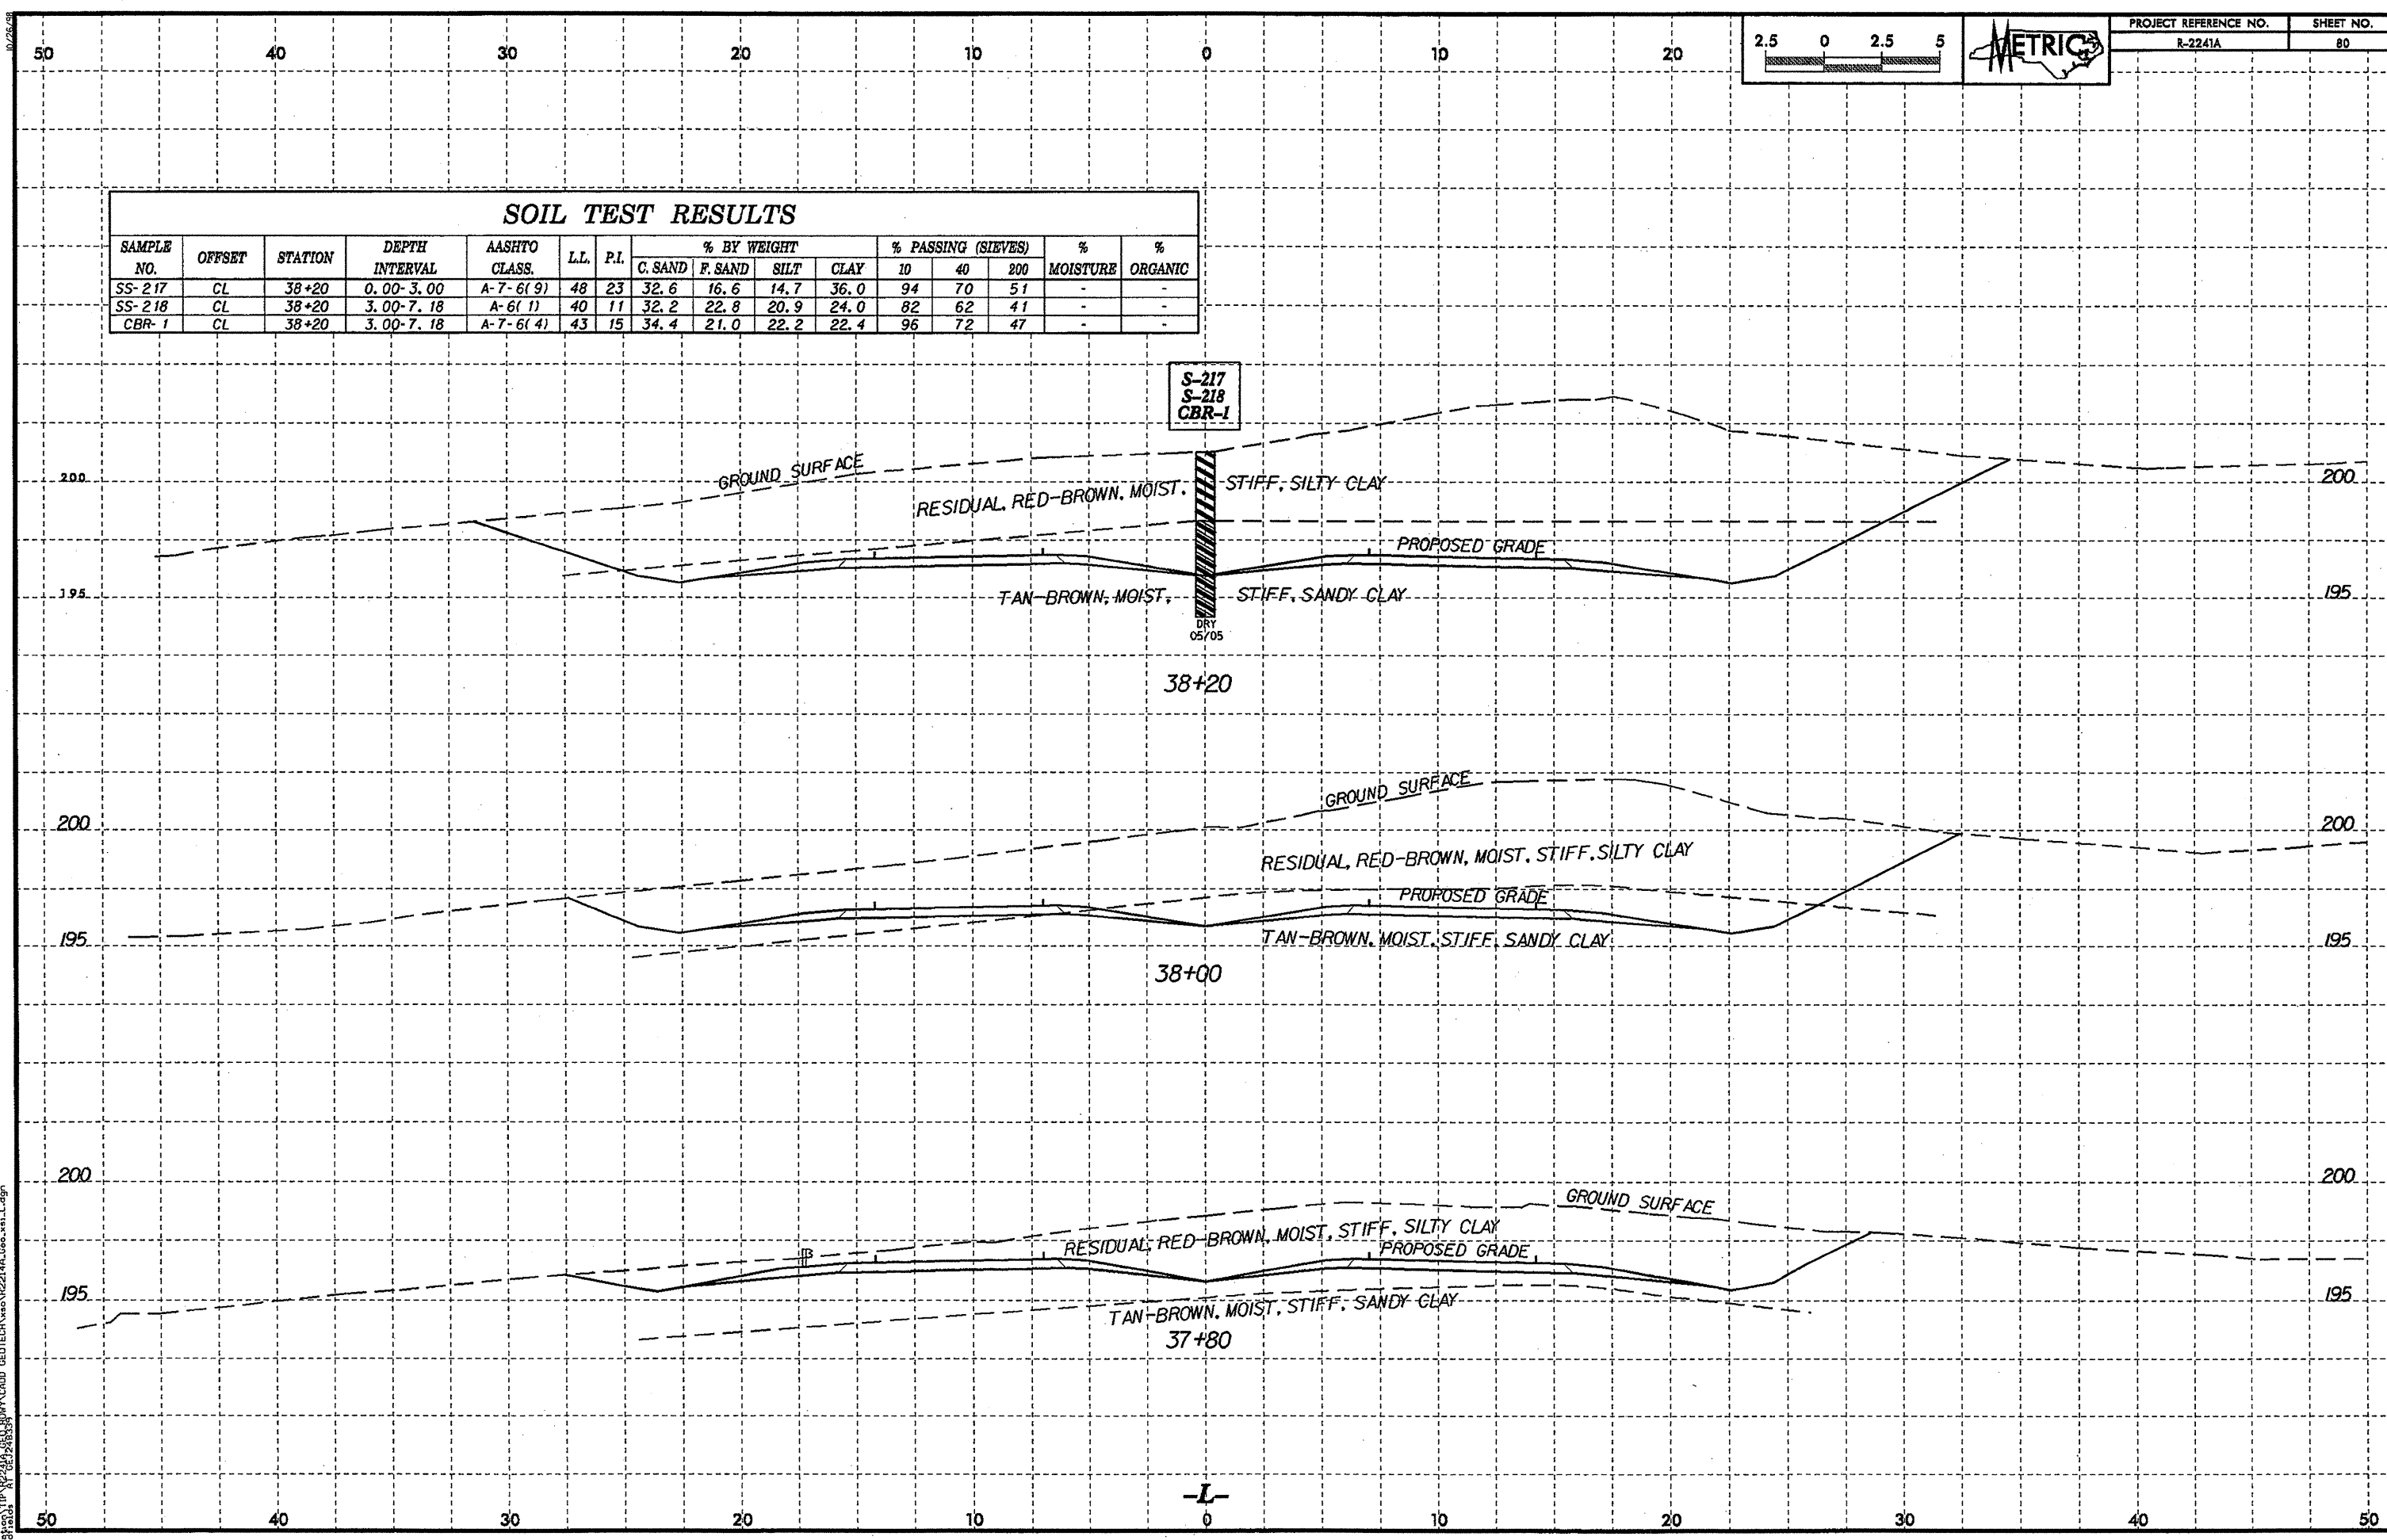 10/26/98
50 40 30 20 10 0 10 20
2.5 0 2.5 5
METRIC
PROJECT REFERENCE NO. SHEET NO.
R-2241A 80
SOIL TEST RESULTS
SAMPLE NO. OFFSET STATION DEPTH INTERVAL AASHTO CLASS. L.L. P.I. % BY WEIGHT % PASSING (SIEVES) % MOISTURE % ORGANIC
C. SAND F. SAND SILT CLAY 10 40 200
SS-217 CL 38+20 0.00-3.00 A-7-6(9) 48 23 32.6 16.6 14.7 36.0 94 70 51 - -
SS-218 CL 38+20 3.00-7.18 A-6(1) 40 11 32.2 22.8 20.9 24.0 82 62 41 - -
CBR-1 CL 38+20 3.00-7.18 A-7-6(4) 43 15 34.4 21.0 22.2 22.4 96 72 47 - -
S-217
S-218
CBR-1
GROUND SURFACE
200 200
RESIDUAL, RED-BROWN, MOIST, STIFF, SILTY CLAY
PROPOSED GRADE
195 195
TAN-BROWN, MOIST, STIFF, SANDY CLAY
DRY
05/05
38+20
GROUND SURFACE
200 200
RESIDUAL, RED-BROWN, MOIST, STIFF, SILTY CLAY
PROPOSED GRADE
195 195
TAN-BROWN, MOIST, STIFF, SANDY CLAY
38+00
200 200
GROUND SURFACE
RESIDUAL, RED-BROWN, MOIST, STIFF, SILTY CLAY
PROPOSED GRADE
195 195
TAN-BROWN, MOIST, STIFF, SANDY CLAY
37+80
-L-
50 40 30 20 10 0 10 20 30 40 50